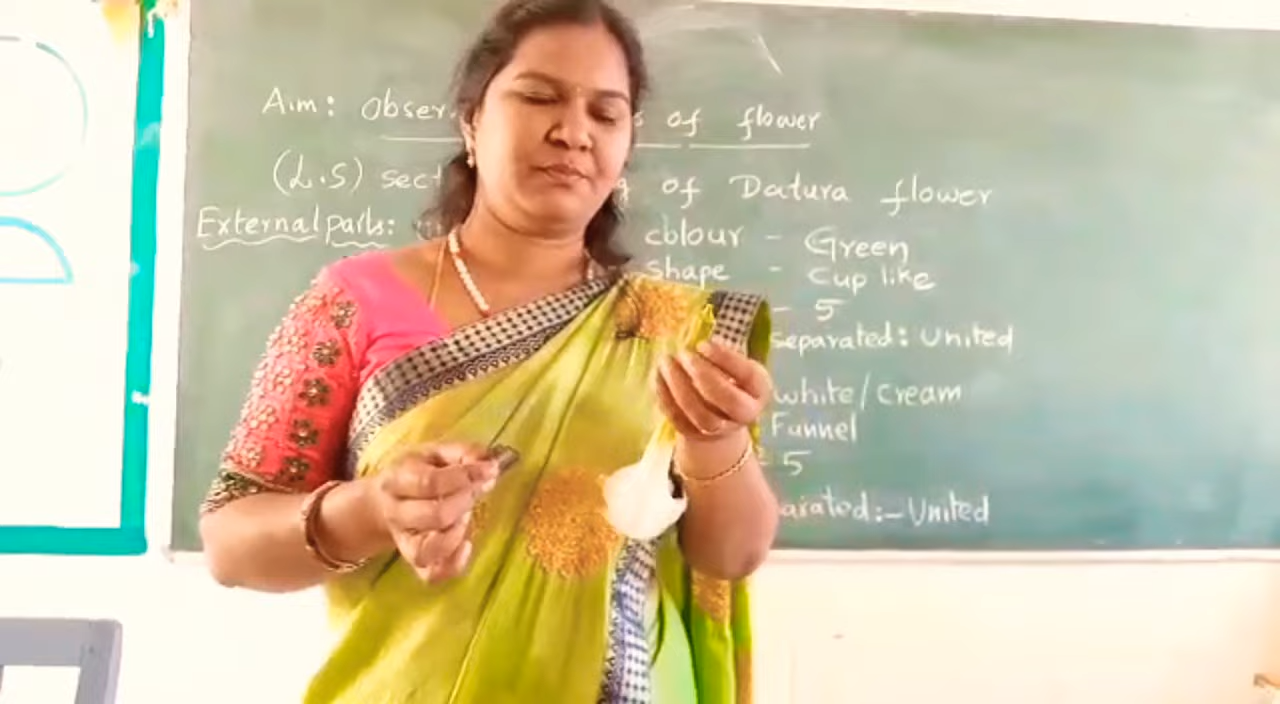 Aim: Obser s of flower
(L.S) sect g of Datura flower
External parts: colour - Green
shape - Cup like
- 5
separated: United
white/cream
Funnel
= 5
arated:- United